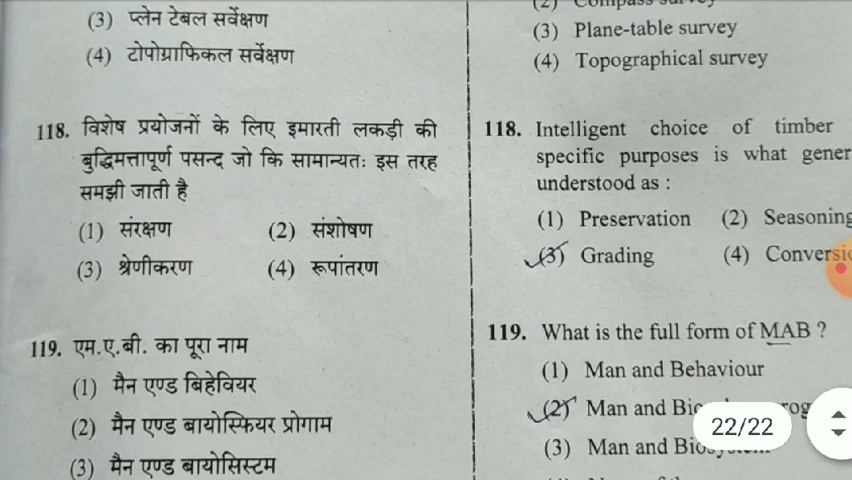 (3) प्लेन टेबल सर्वेक्षण
(4) टोपोग्राफिकल सर्वेक्षण
118. विशेष प्रयोजनों के लिए इमारती लकड़ी की
बुद्धिमत्तापूर्ण पसन्द जो कि सामान्यतः इस तरह
समझी जाती है
(1) संरक्षण (2) संशोषण
(3) श्रेणीकरण (4) रूपांतरण
119. एम.ए.बी. का पूरा नाम
(1) मैन एण्ड बिहेवियर
(2) मैन एण्ड बायोस्फियर प्रोगाम
(3) मैन एण्ड बायोसिस्टम
(2) Compass survey
(3) Plane-table survey
(4) Topographical survey
118. Intelligent choice of timber
specific purposes is what gener
understood as :
(1) Preservation (2) Seasoning
(3) Grading (4) Conversi
119. What is the full form of MAB ?
(1) Man and Behaviour
(2) Man and
(3) Man and
22/22